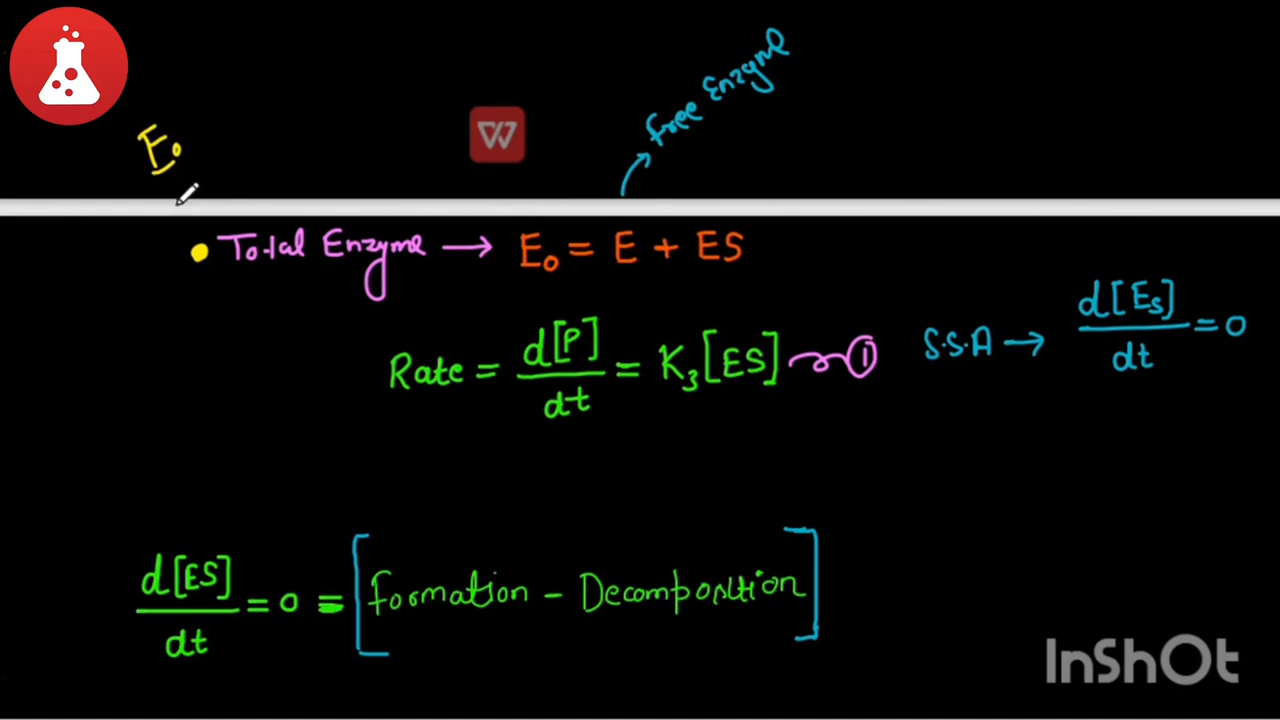 Free Enzyme
E₀
• Total Enzyme → E₀ = E + ES
Rate = d[P]/dt = K₃[ES] ①
S.S.A → d[Es]/dt = 0
d[ES]/dt = 0 = [Formation - Decomposition]
InShOt